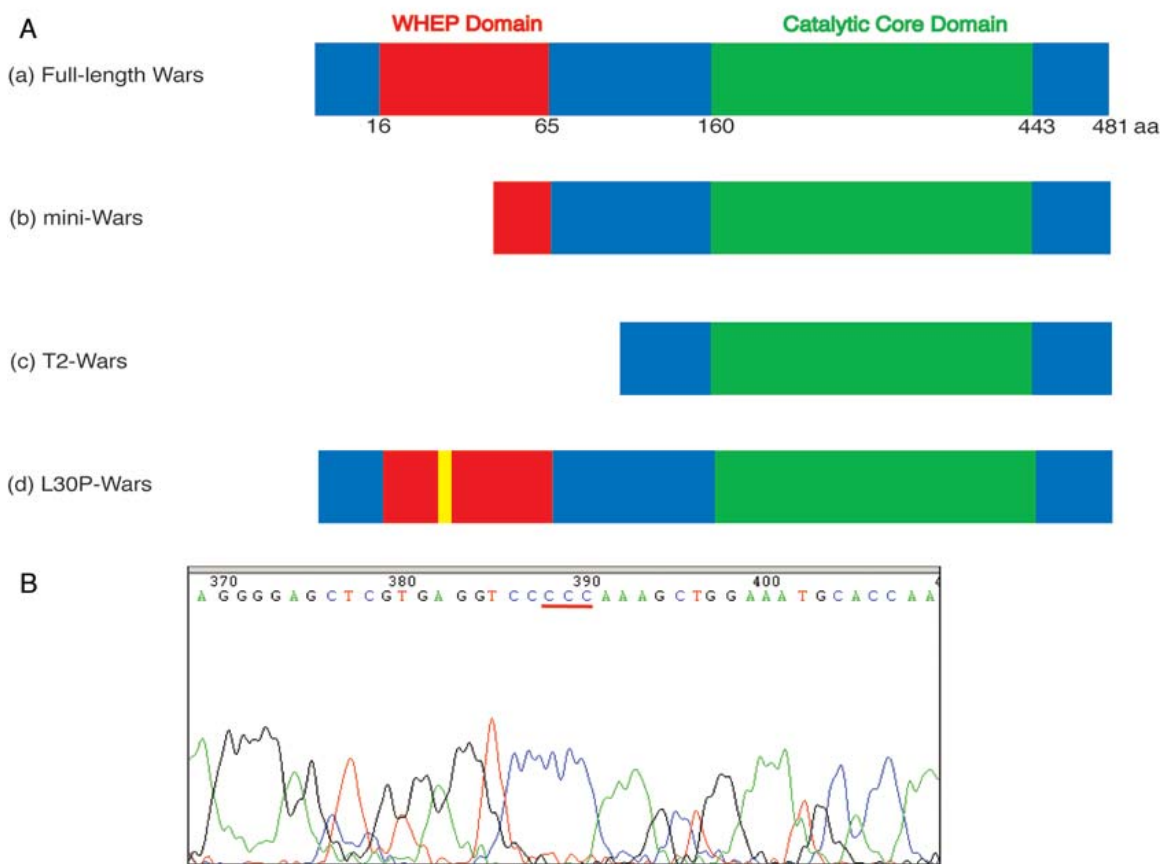 A
WHEP Domain
Catalytic Core Domain
(a) Full-length Wars
16 65 160 443 481 aa
(b) mini-Wars
(c) T2-Wars
(d) L30P-Wars
B
370 380 390 400
A G G G G A G C T C G T G A G G T C C C C C A A A G C T G G A A A T G C A C C A A